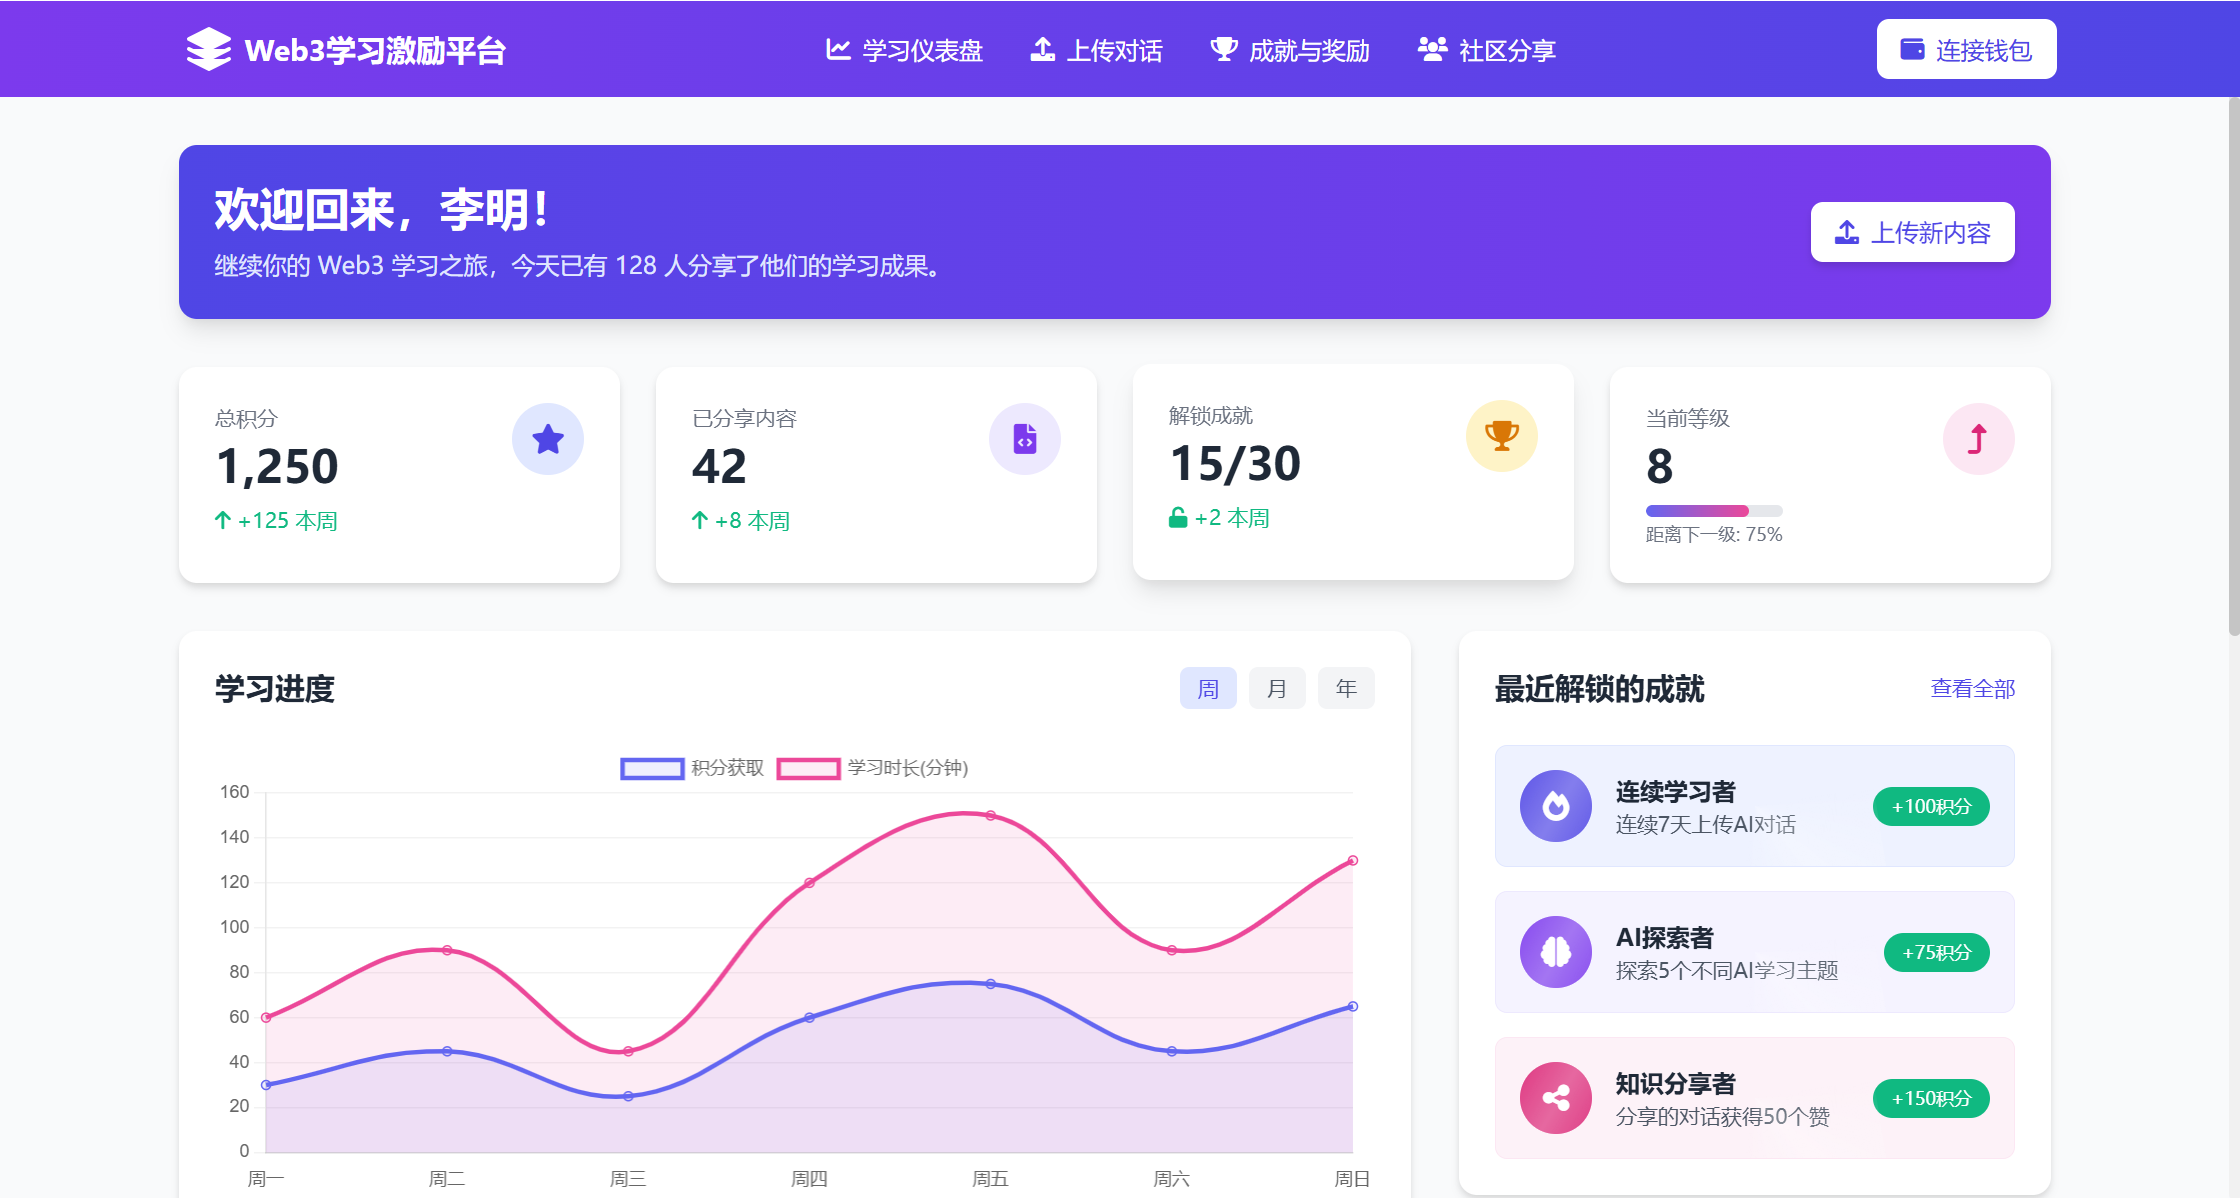 Web3学习激励平台
学习仪表盘
上传对话
成就与奖励
社区分享
连接钱包
欢迎回来，李明！
继续你的 Web3 学习之旅，今天已有 128 人分享了他们的学习成果。
上传新内容
总积分
1,250
+125 本周
已分享内容
42
+8 本周
解锁成就
15/30
+2 本周
当前等级
8
距离下一级: 75%
学习进度
周
月
年
积分获取
学习时长(分钟)
160
140
120
100
80
60
40
20
0
周一
周二
周三
周四
周五
周六
周日
最近解锁的成就
查看全部
连续学习者
连续7天上传AI对话
+100积分
AI探索者
探索5个不同AI学习主题
+75积分
知识分享者
分享的对话获得50个赞
+150积分